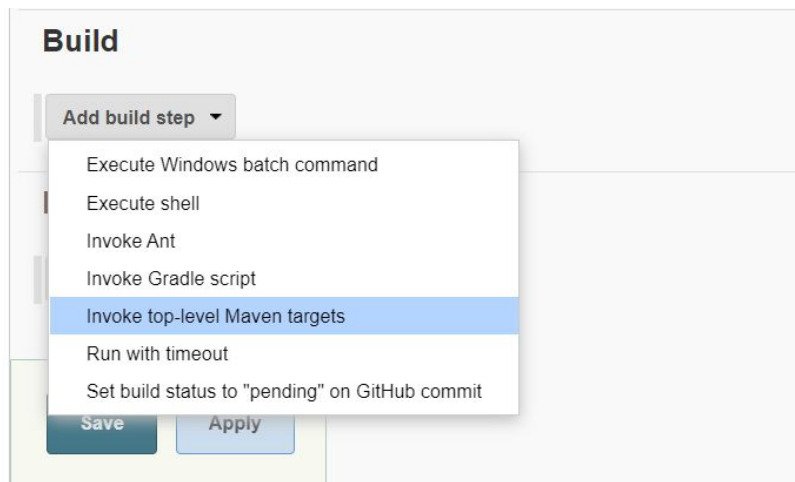 Build
Add build step
Execute Windows batch command
Execute shell
Invoke Ant
Invoke Gradle script
Invoke top-level Maven targets
Run with timeout
Set build status to "pending" on GitHub commit
Save Apply